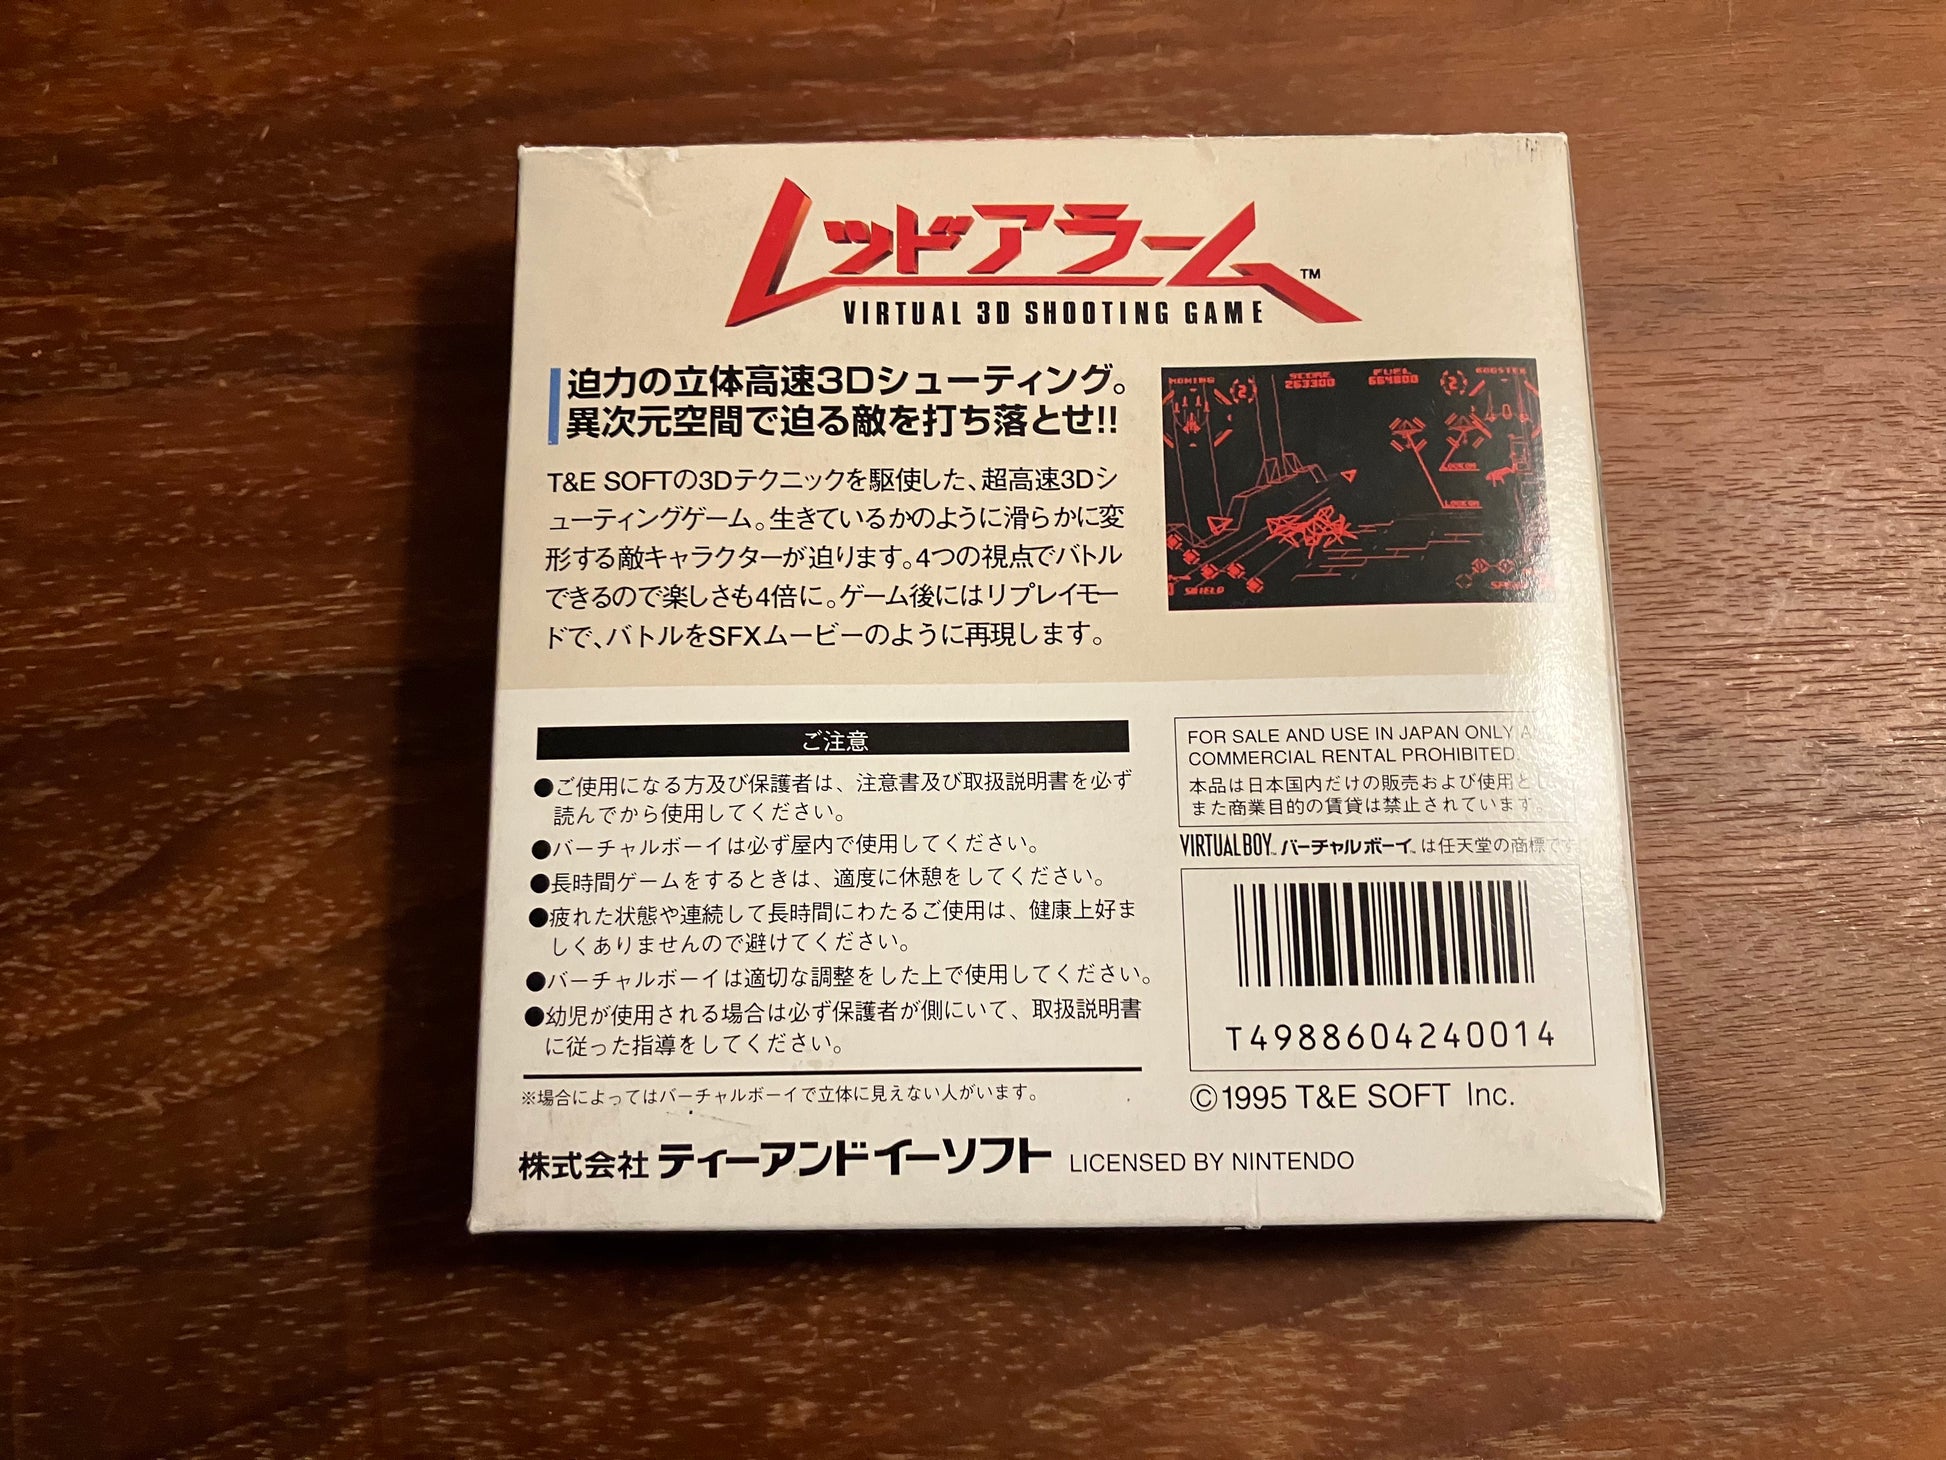 レッドアラーム™
VIRTUAL 3D SHOOTING GAME
迫力の立体高速3Dシューティング。
異次元空間で迫る敵を打ち落とせ!!
T&E SOFTの3Dテクニックを駆使した、超高速3Dシ
ューティングゲーム。生きているかのように滑らかに変
形する敵キャラクターが迫ります。4つの視点でバトル
できるので楽しさも4倍に。ゲーム後にはリプレイモー
ドで、バトルをSFXムービーのように再現します。
HOMING
2
SCORE
263300
FUEL
664800
2
BOOSTER
LOCKON
LOCKON
SHIELD
ご注意
●ご使用になる方及び保護者は、注意書及び取扱説明書を必ず
読んでから使用してください。
●バーチャルボーイは必ず屋内で使用してください。
●長時間ゲームをするときは、適度に休憩をしてください。
●疲れた状態や連続して長時間にわたるご使用は、健康上好ま
しくありませんので避けてください。
●バーチャルボーイは適切な調整をした上で使用してください。
●幼児が使用される場合は必ず保護者が側にいて、取扱説明書
に従った指導をしてください。
※場合によってはバーチャルボーイで立体に見えない人がいます。
株式会社 ティーアンドイーソフト LICENSED BY NINTENDO
FOR SALE AND USE IN JAPAN ONLY
COMMERCIAL RENTAL PROHIBITED.
本品は日本国内だけの販売および使用とし
また商業目的の賃貸は禁止されています。
VIRTUAL BOY™ バーチャルボーイ™ は任天堂の商標です
T4988604240014
©1995 T&E SOFT Inc.